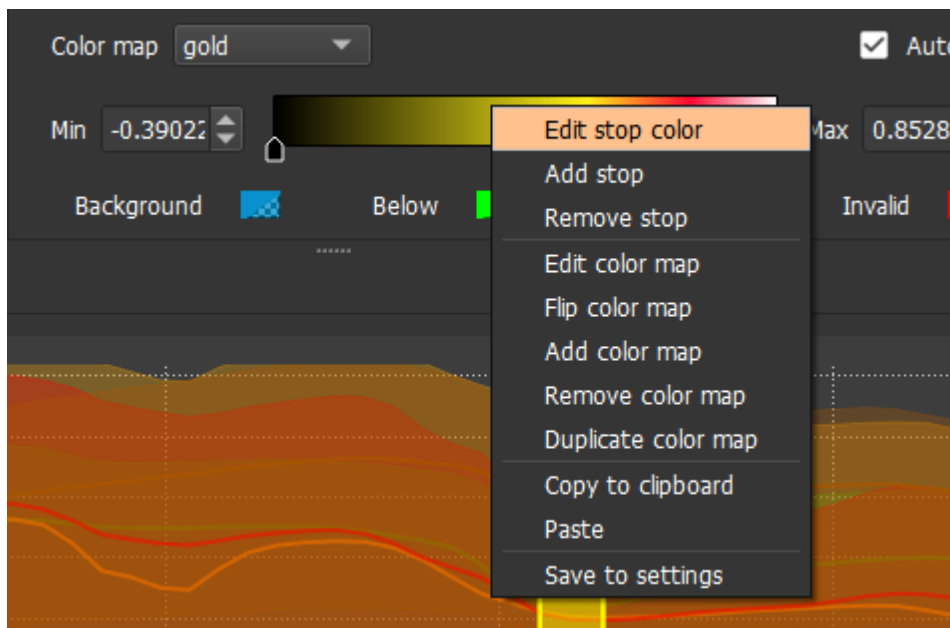 Color map gold
Min -0.3902 Max 0.8528
Background Below Invalid
Edit stop color
Add stop
Remove stop
Edit color map
Flip color map
Add color map
Remove color map
Duplicate color map
Copy to clipboard
Paste
Save to settings